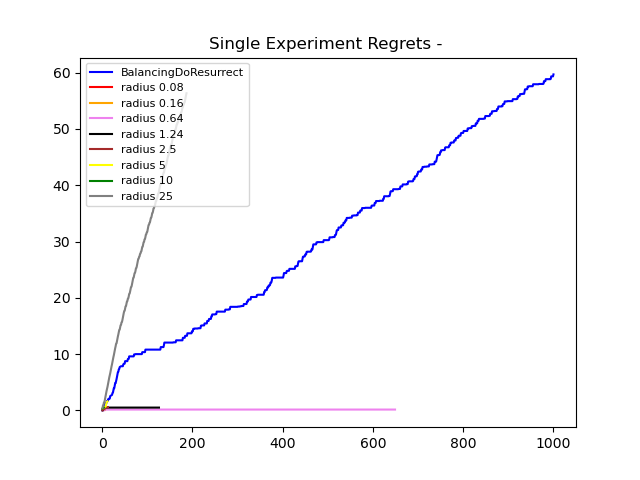 Single Experiment Regrets -
60
50
40
30
20
10
0
BalancingDoResurrect
radius 0.08
radius 0.16
radius 0.64
radius 1.24
radius 2.5
radius 5
radius 10
radius 25
0 200 400 600 800 1000